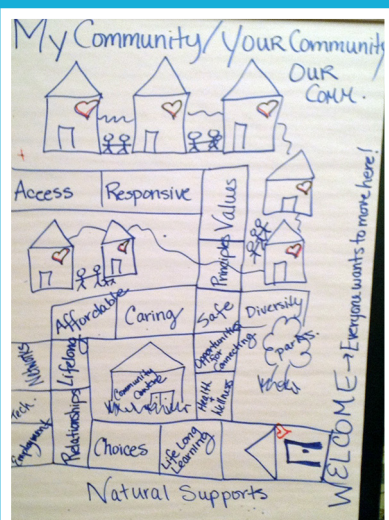 My Community/Your Community
OUR
COMM.
Access
Responsive
Values
Principles
Affordable
Caring
Safe
Diversity
Opportunities
for
Connecting
parks
Lifelong
Relationships
Community
Centre
Health
+
Wellness
Tech.
Employment
Choices
Life Long
Learning
WELCOME → Everyone wants to move here!
Natural Supports